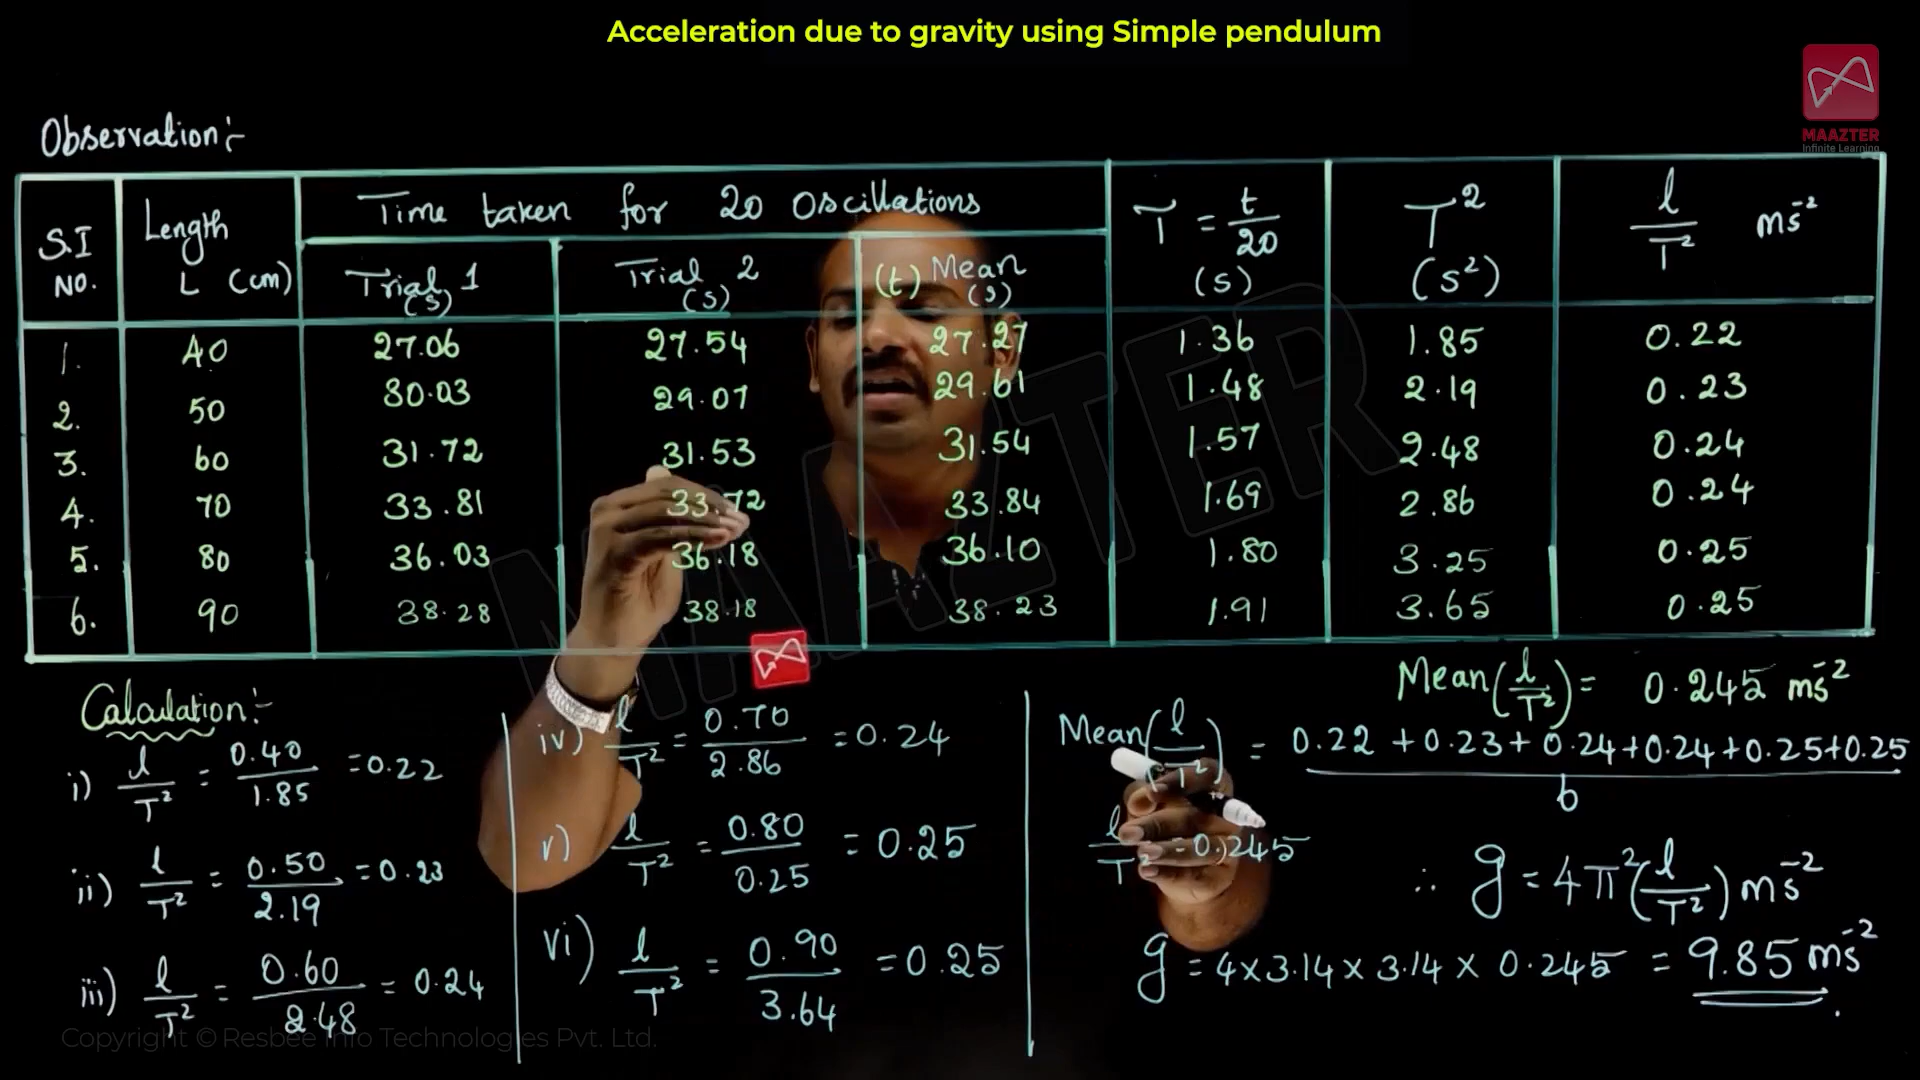 Acceleration due to gravity using Simple pendulum
MAAZTER
Infinite Learning
Observation:-
S.I NO. Length L (cm) Time taken for 20 Oscillations T = t/20 (s) T² (s²) l/T² ms⁻²
Trial 1 (s) Trial 2 (s) (t) Mean (s)
1. 40 27.06 27.54 27.27 1.36 1.85 0.22
2. 50 80.03 29.07 29.61 1.48 2.19 0.23
3. 60 31.72 31.53 31.54 1.57 2.48 0.24
4. 70 33.81 33.72 33.84 1.69 2.86 0.24
5. 80 36.03 36.18 36.10 1.80 3.25 0.25
6. 90 38.28 38.18 38.23 1.91 3.65 0.25
MAAZTER
Mean (l/T²) = 0.245 ms⁻²
Calculation:-
i) l/T² = 0.40/1.85 = 0.22
ii) l/T² = 0.50/2.19 = 0.23
iii) l/T² = 0.60/2.48 = 0.24
iv) l/T² = 0.70/2.86 = 0.24
v) l/T² = 0.80/0.25 = 0.25
vi) l/T² = 0.90/3.64 = 0.25
Mean (l/T²) = 0.22 + 0.23 + 0.24 + 0.24 + 0.25 + 0.25 / 6
l/T² = 0.245
∴ g = 4π² (l/T²) ms⁻²
g = 4 x 3.14 x 3.14 x 0.245 = 9.85 ms⁻².
Copyright © Resbee Info Technologies Pvt. Ltd.